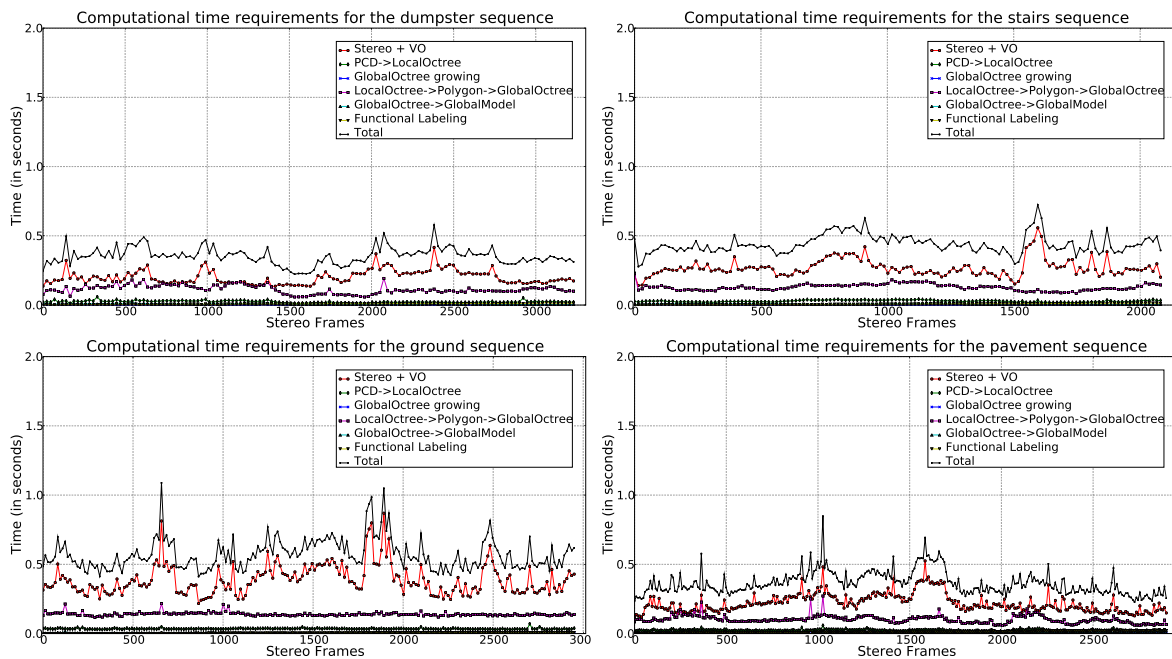 Computational time requirements for the dumpster sequence
2.0
1.5
1.0
0.5
0.0
Time (in seconds)
Stereo + VO
PCD->LocalOctree
GlobalOctree growing
LocalOctree->Polygon->GlobalOctree
GlobalOctree->GlobalModel
Functional Labeling
Total
0 500 1000 1500 2000 2500 3000
Stereo Frames
Computational time requirements for the stairs sequence
2.0
1.5
1.0
0.5
0.0
Time (in seconds)
Stereo + VO
PCD->LocalOctree
GlobalOctree growing
LocalOctree->Polygon->GlobalOctree
GlobalOctree->GlobalModel
Functional Labeling
Total
0 500 1000 1500 2000
Stereo Frames
Computational time requirements for the ground sequence
2.0
1.5
1.0
0.5
0.0
Time (in seconds)
Stereo + VO
PCD->LocalOctree
GlobalOctree growing
LocalOctree->Polygon->GlobalOctree
GlobalOctree->GlobalModel
Functional Labeling
Total
0 500 1000 1500 2000 2500 300
Stereo Frames
Computational time requirements for the pavement sequence
2.0
1.5
1.0
0.5
0.0
Time (in seconds)
Stereo + VO
PCD->LocalOctree
GlobalOctree growing
LocalOctree->Polygon->GlobalOctree
GlobalOctree->GlobalModel
Functional Labeling
Total
500 1000 1500 2000 2500
Stereo Frames